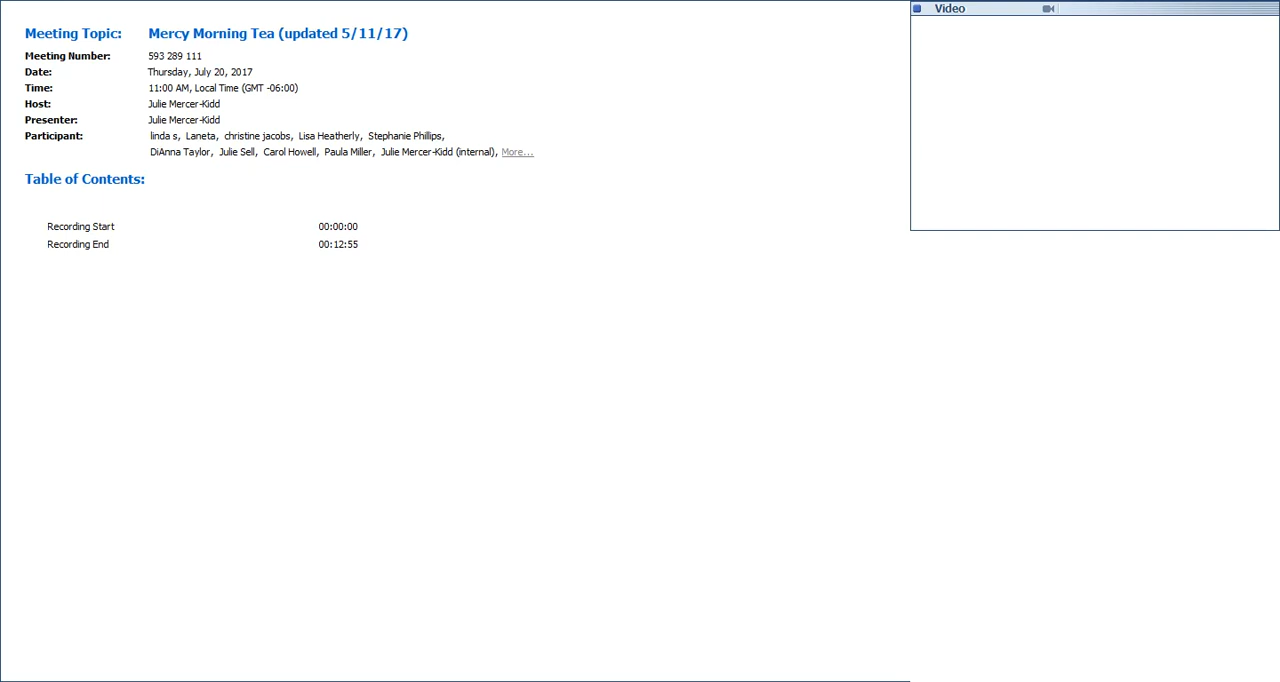 Video
Meeting Topic: Mercy Morning Tea (updated 5/11/17)
Meeting Number: 593 289 111
Date: Thursday, July 20, 2017
Time: 11:00 AM, Local Time (GMT -06:00)
Host: Julie Mercer-Kidd
Presenter: Julie Mercer-Kidd
Participant: linda s, Laneta, christine jacobs, Lisa Heatherly, Stephanie Phillips,
DiAnna Taylor, Julie Sell, Carol Howell, Paula Miller, Julie Mercer-Kidd (internal), More...
Table of Contents:
Recording Start 00:00:00
Recording End 00:12:55